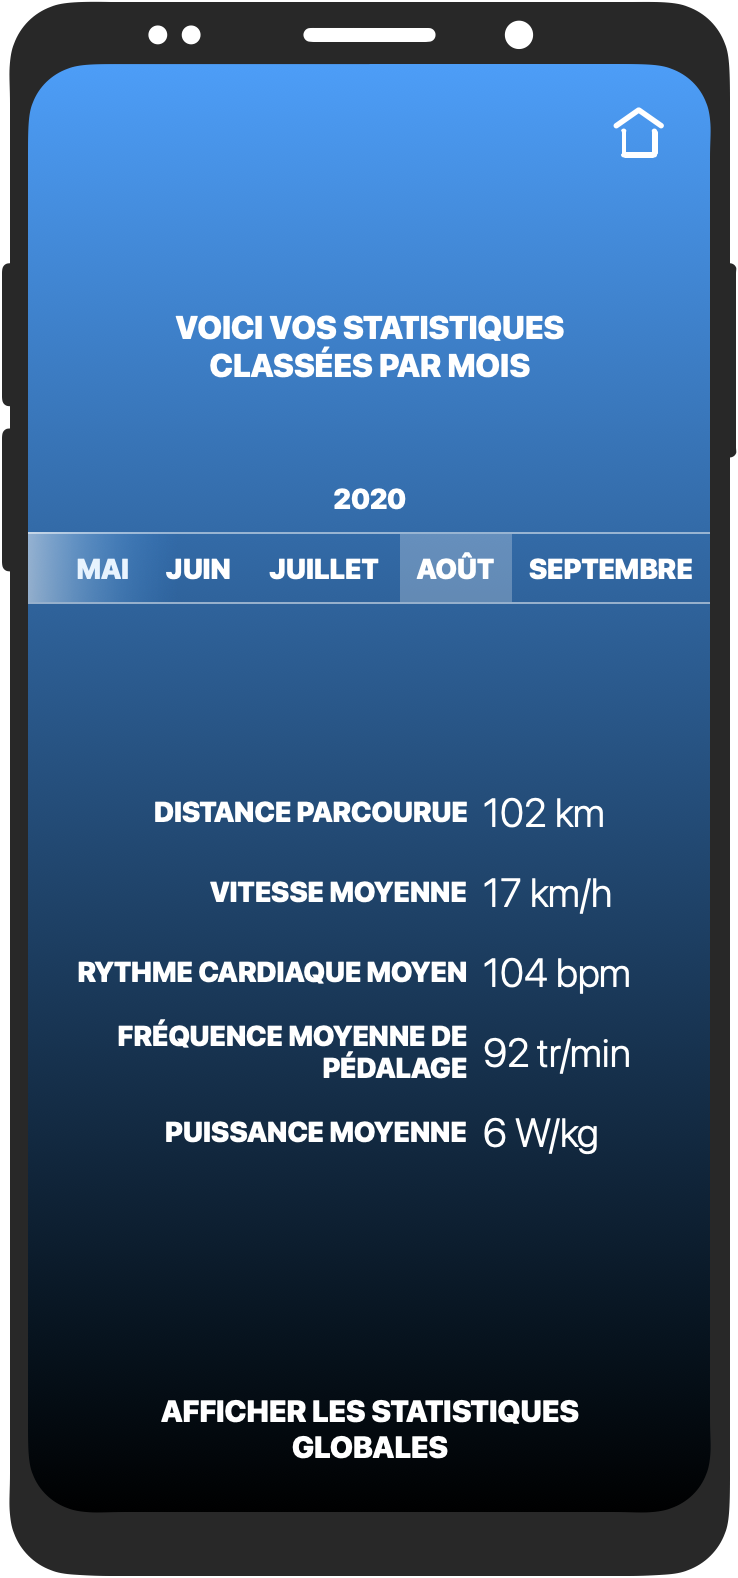 VOICI VOS STATISTIQUES
CLASSÉES PAR MOIS
2020
MAI JUIN JUILLET AOÛT SEPTEMBRE
DISTANCE PARCOURUE 102 km
VITESSE MOYENNE 17 km/h
RYTHME CARDIAQUE MOYEN 104 bpm
FRÉQUENCE MOYENNE DE
PÉDALAGE 92 tr/min
PUISSANCE MOYENNE 6 W/kg
AFFICHER LES STATISTIQUES
GLOBALES